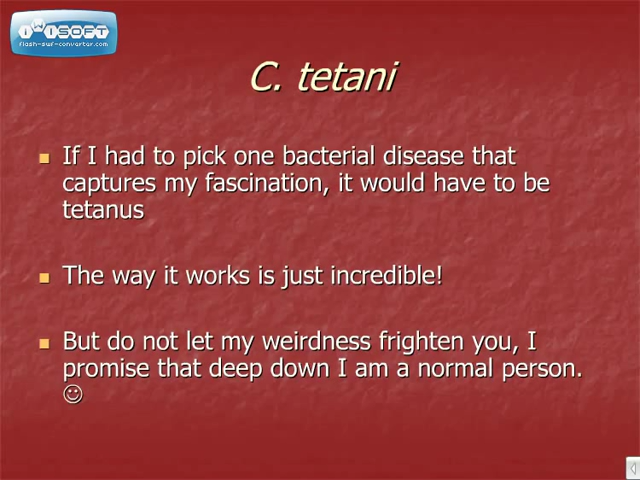 iWiSOFT
flash-swf-converter.com
C. tetani
If I had to pick one bacterial disease that
captures my fascination, it would have to be
tetanus
The way it works is just incredible!
But do not let my weirdness frighten you, I
promise that deep down I am a normal person.
☺